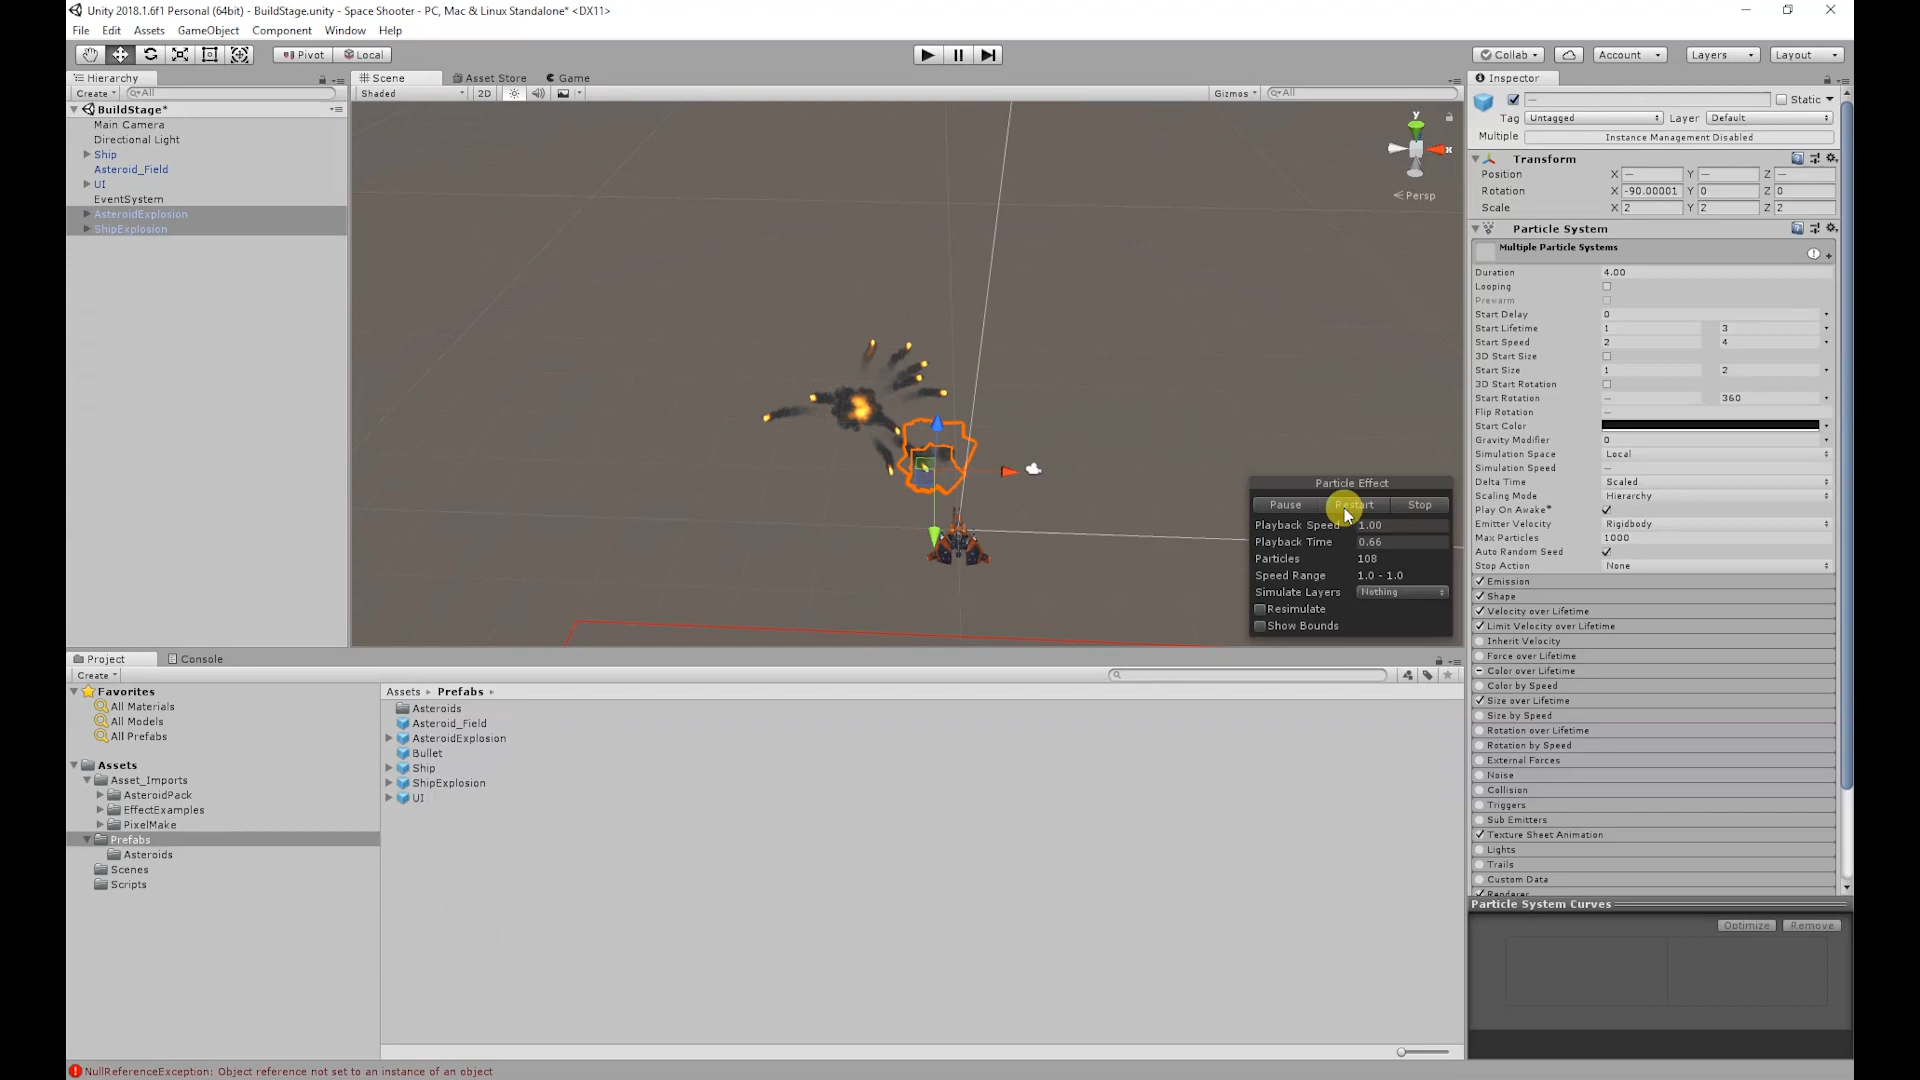 Unity 2018.1.6f1 Personal (64bit) - BuildStage.unity - Space Shooter - PC, Mac & Linux Standalone* <DX11>
File Edit Assets GameObject Component Window Help
Pivot Local Collab Account Layers Layout
Hierarchy
Create All
BuildStage*
Main Camera
Directional Light
Ship
Asteroid_Field
UI
EventSystem
AsteroidExplosion
ShipExplosion
Scene Asset Store Game
Shaded 2D Gizmos All
y
x
Persp
Particle Effect
Pause Restart Stop
Playback Speed 1.00
Playback Time 0.66
Particles 108
Speed Range 1.0 - 1.0
Simulate Layers Nothing
Resimulate
Show Bounds
Inspector
— Static
Tag Untagged Layer Default
Multiple Instance Management Disabled
Transform
Position X — Y — Z —
Rotation X -90.00001 Y 0 Z 0
Scale X 2 Y 2 Z 2
Particle System
Multiple Particle Systems
Duration 4.00
Looping
Prewarm
Start Delay 0
Start Lifetime 1 3
Start Speed 2 4
3D Start Size
Start Size 1 2
3D Start Rotation
Start Rotation — 360
Flip Rotation —
Start Color
Gravity Modifier 0
Simulation Space Local
Simulation Speed —
Delta Time Scaled
Scaling Mode Hierarchy
Play On Awake*
Emitter Velocity Rigidbody
Max Particles 1000
Auto Random Seed
Stop Action None
Emission
Shape
Velocity over Lifetime
Limit Velocity over Lifetime
Inherit Velocity
Force over Lifetime
Color over Lifetime
Color by Speed
Size over Lifetime
Size by Speed
Rotation over Lifetime
Rotation by Speed
External Forces
Noise
Collision
Triggers
Sub Emitters
Texture Sheet Animation
Lights
Trails
Custom Data
Renderer
Particle System Curves
Optimize Remove
Project Console
Create
Favorites
All Materials
All Models
All Prefabs
Assets
Asset_Imports
AsteroidPack
EffectExamples
PixelMake
Prefabs
Asteroids
Scenes
Scripts
Assets Prefabs
Asteroids
Asteroid_Field
AsteroidExplosion
Bullet
Ship
ShipExplosion
UI
NullReferenceException: Object reference not set to an instance of an object